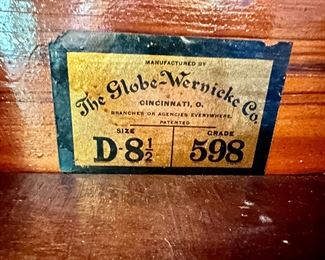 MANUFACTURED BY
The Globe-Wernicke Co.
CINCINNATI, O.
BRANCHES OR AGENCIES EVERYWHERE.
PATENTED
SIZE GRADE
D-8½ 598